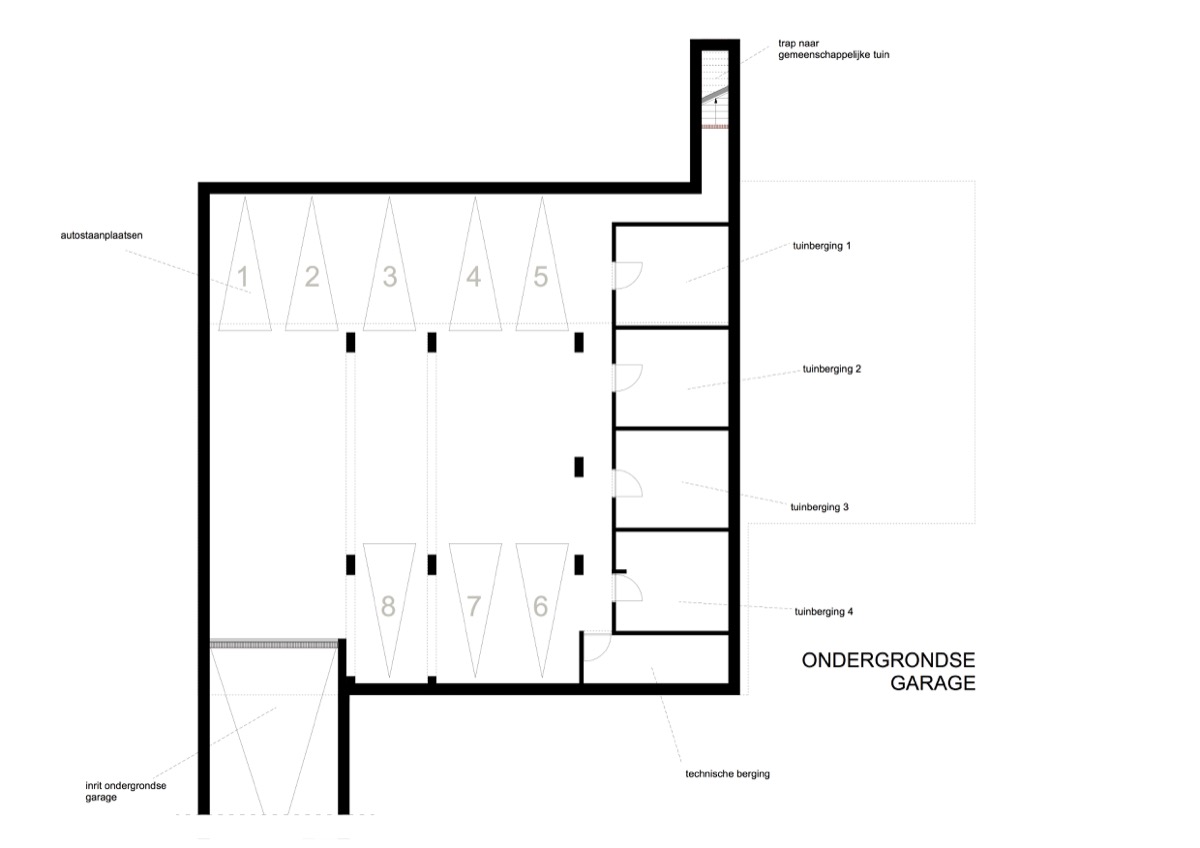 trap naar
gemeenschappelijke tuin
autostaanplaatsen
tuinberging 1
1
2
3
4
5
tuinberging 2
tuinberging 3
8
7
6
tuinberging 4
ONDERGRONDSE
GARAGE
technische berging
inrit ondergrondse
garage